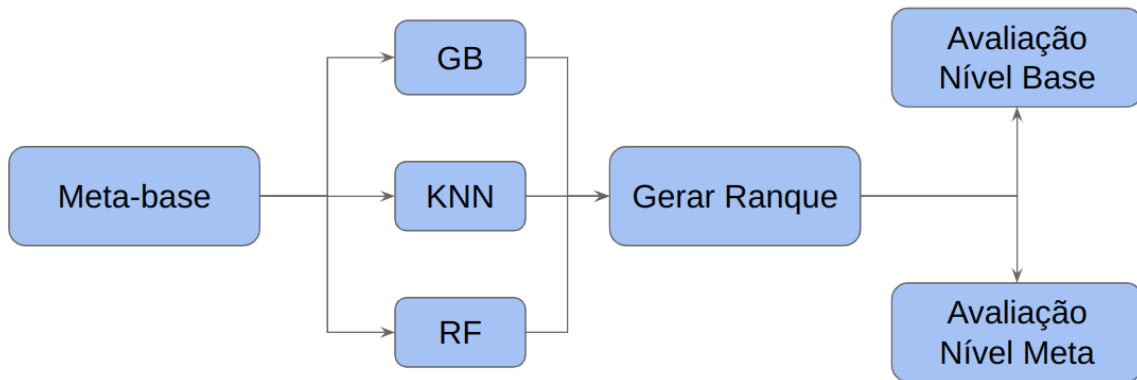 Meta-base
GB
KNN
RF
Gerar Ranque
Avaliação
Nível Base
Avaliação
Nível Meta